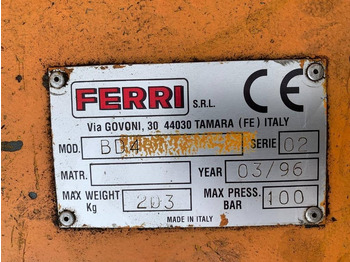 FERRI S.R.L. CE
Via GOVONI, 30 44030 TAMARA (FE) ITALY
MOD. BD4 SERIE 02
MATR. YEAR 03/96
MAX WEIGHT Kg 203 MAX PRESS. BAR 100
MADE IN ITALY